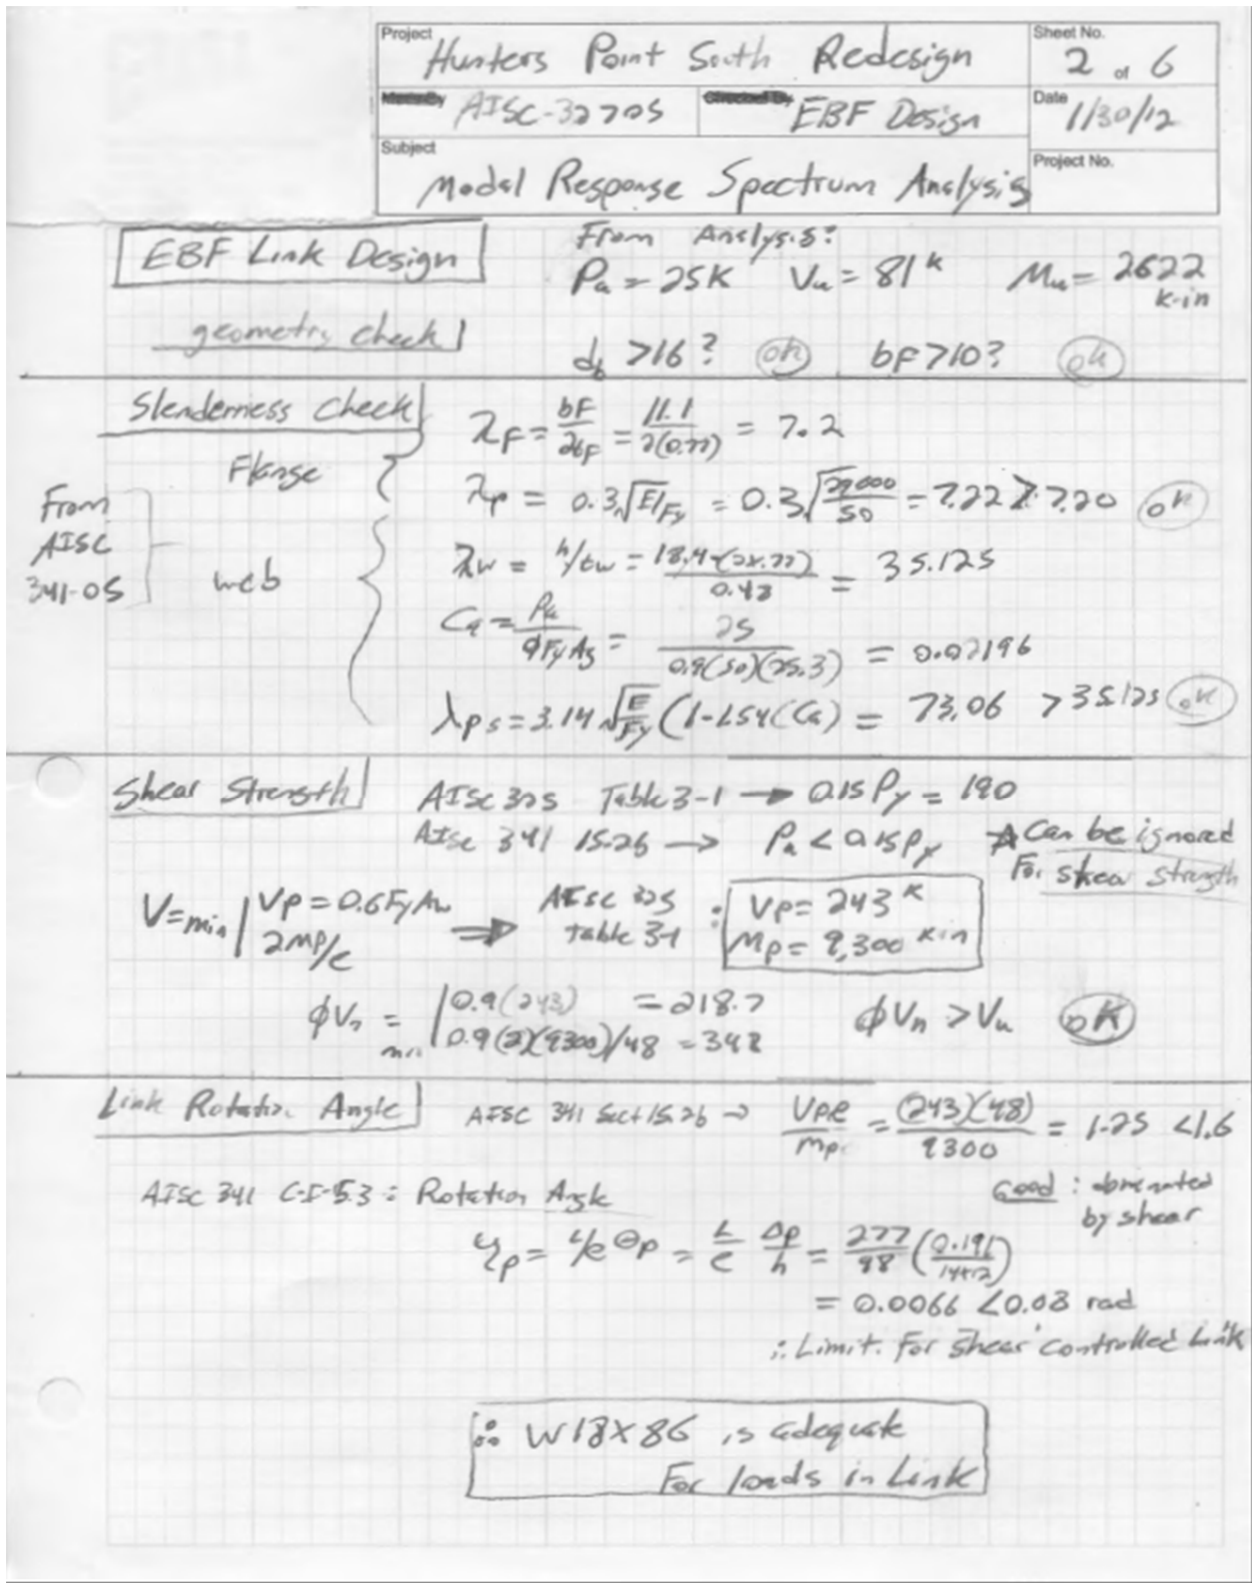 Project Hunters Point South Redesign
Sheet No. 2 of 6
AISC-327 05
EBF Design
Date 1/30/12
Subject Modal Response Spectrum Analysis
Project No.
EBF Link Design
From Analysis:
Pu = 25K Vu = 81 k Mu = 2622 k-in
geometry check
db >16? ok bf >10? ok
Slenderness Check
From AISC 341-05
Flange
λF = bF/2tF = 11.1/2(0.77) = 7.2
λp = 0.3√E/Fy = 0.3√29000/50 = 7.22 > 7.20 ok
web
λw = h/tw = 18.4-(2x.77)/0.48 = 35.125
Ca = Pu/φFyAg = 25/0.9(50)(25.3) = 0.02196
λps = 3.14√E/Fy (1-1.54(Ca) = 73.06 > 35.125 ok
Shear Strength
AISC 325 Table 3-1 → 0.15 Py = 190
AISC 341 15.2b → Pu < 0.15Py * Can be ignored
For shear strength
V=min | Vp = 0.6FyAw
2Mp/e
⇒ AISC 325 table 3-1 : Vp = 243 K
Mp = 9,300 K in
φVn = min | 0.9(243) = 218.7
0.9(2)(9300)/48 = 348
φVn > Vu oK
Link Rotation Angle
AISC 341 Sect 15.2b → Vpe/Mp = (243)(48)/9300 = 1.25 <1.6
Good : by shear
AISC 341 C-I-5.3 : Rotation Angle
γp = L/e θp = L/e Δp/h = 277/48 (0.191/14x12)
= 0.0066 <0.08 rad
∴ Limit. For shear controlled Link
∴ W18x86 is adequate
For loads in Link